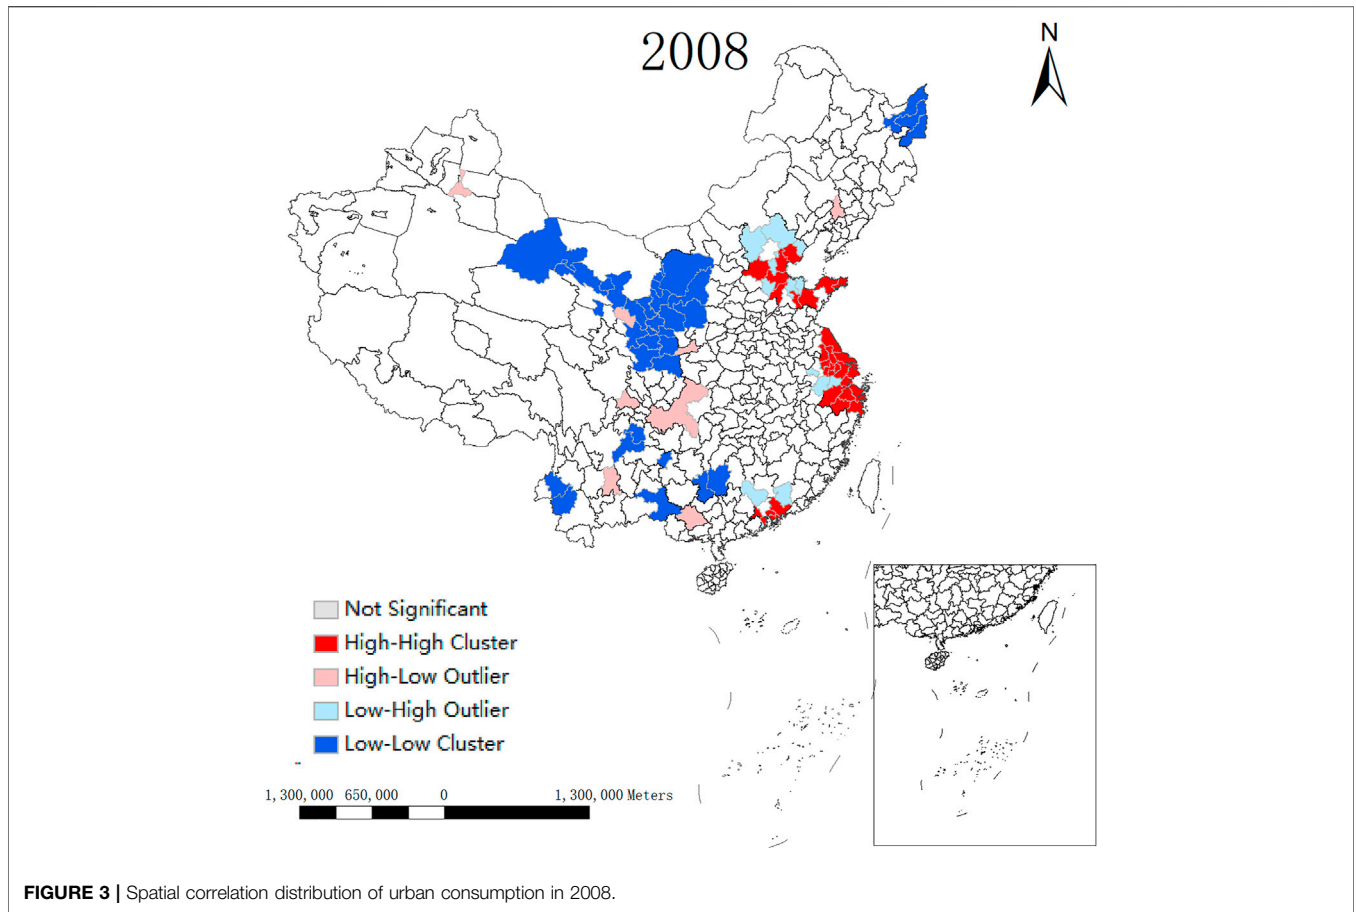 2008
N
Not Significant
High-High Cluster
High-Low Outlier
Low-High Outlier
Low-Low Cluster
1,300,000 650,000 0 1,300,000 Meters
FIGURE 3 | Spatial correlation distribution of urban consumption in 2008.